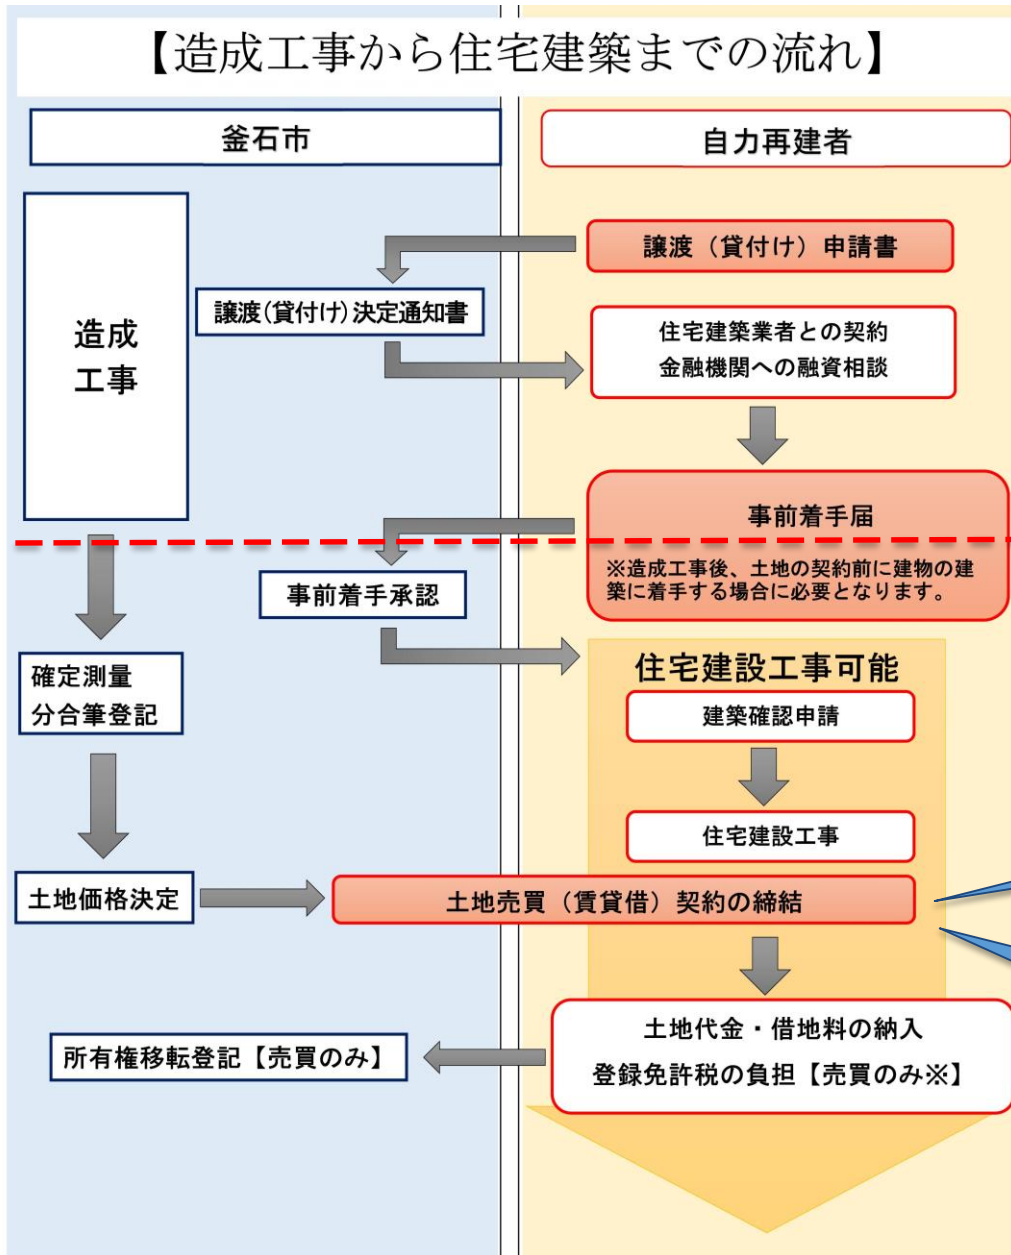 【造成工事から住宅建築までの流れ】
釜石市
自力再建者
造成
工事
譲渡（貸付け）申請書
譲渡（貸付け）決定通知書
住宅建築業者との契約
金融機関への融資相談
事前着手届
※造成工事後、土地の契約前に建物の建
築に着手する場合に必要となります。
事前着手承認
確定測量
分合筆登記
住宅建設工事可能
建築確認申請
住宅建設工事
土地価格決定
土地売買（賃貸借）契約の締結
土地代金・借地料の納入
登録免許税の負担【売買のみ※】
所有権移転登記【売買のみ】